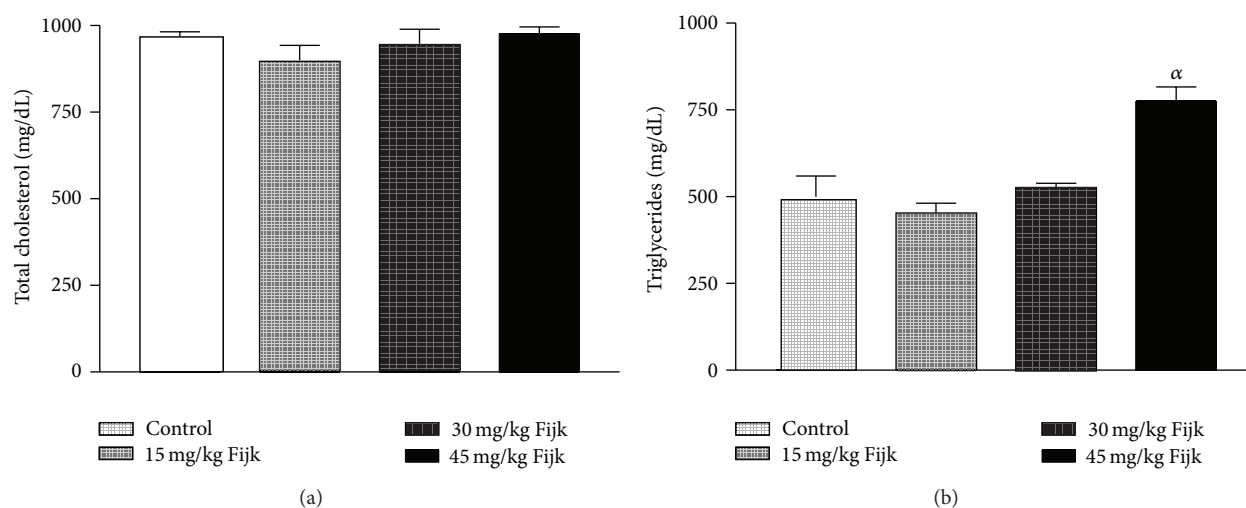 Total cholesterol (mg/dL)
1000
750
500
250
0
Control
15 mg/kg Fijk
30 mg/kg Fijk
45 mg/kg Fijk
(a)
Triglycerides (mg/dL)
1000
750
500
250
0
α
Control
15 mg/kg Fijk
30 mg/kg Fijk
45 mg/kg Fijk
(b)